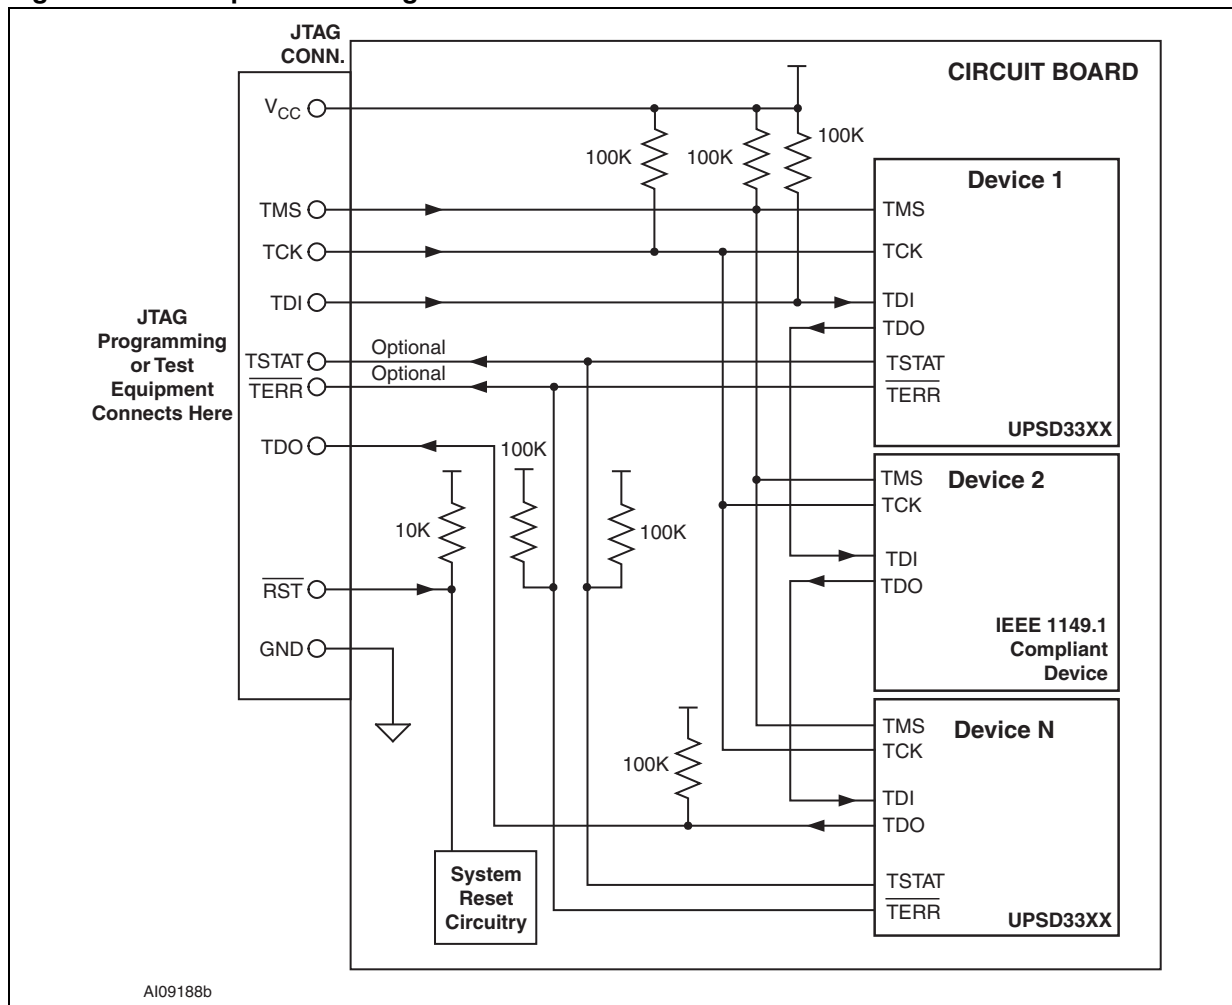 JTAG
CONN.
CIRCUIT BOARD
VCC
100K
100K
100K
Device 1
TMS
TMS
TCK
TCK
TDI
TDI
TDO
JTAG
Programming
or Test
Equipment
Connects Here
TSTAT
Optional
TSTAT
TERR
Optional
TERR
UPSD33XX
TDO
100K
TMS
Device 2
TCK
10K
100K
TDI
TDO
RST
IEEE 1149.1
Compliant
Device
GND
TMS
Device N
TCK
100K
TDI
TDO
System
Reset
Circuitry
TSTAT
TERR
UPSD33XX
AI09188b